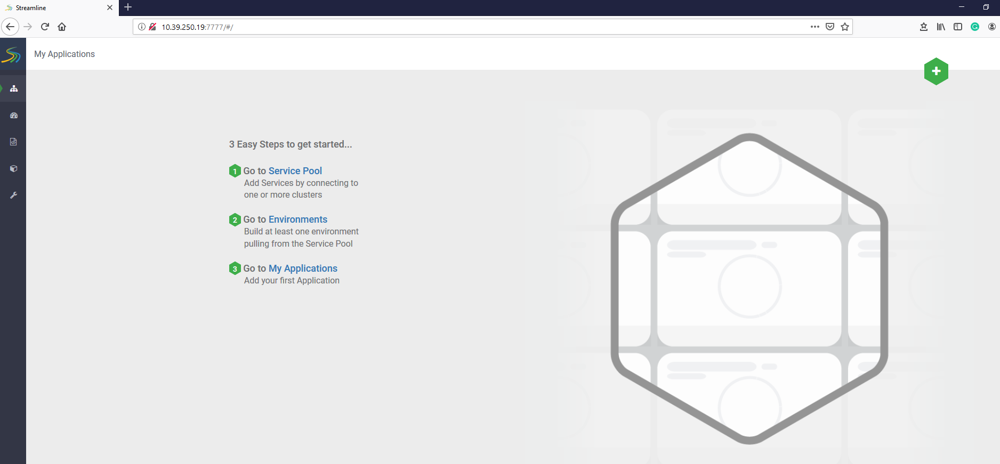 Streamline
10.39.250.19:7777/#/
My Applications
3 Easy Steps to get started...
1 Go to Service Pool
Add Services by connecting to
one or more clusters
2 Go to Environments
Build at least one environment
pulling from the Service Pool
3 Go to My Applications
Add your first Application